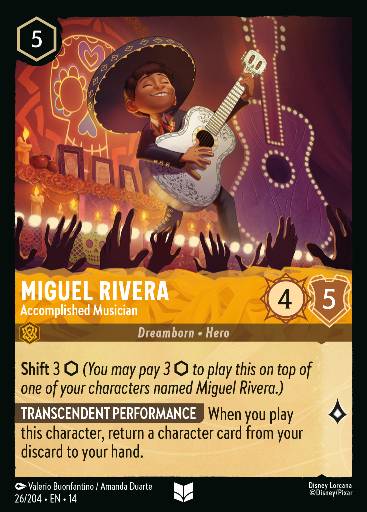 5
MIGUEL RIVERA
Accomplished Musician
4
5
Dreamborn • Hero
Shift 3 ⬡ (You may pay 3 ⬡ to play this on top of
one of your characters named Miguel Rivera.)
TRANSCENDENT PERFORMANCE When you play
this character, return a character card from your
discard to your hand.
Valerio Buonfantino / Amanda Duarte
26/204 • EN • 14
Disney Lorcana
©Disney/Pixar